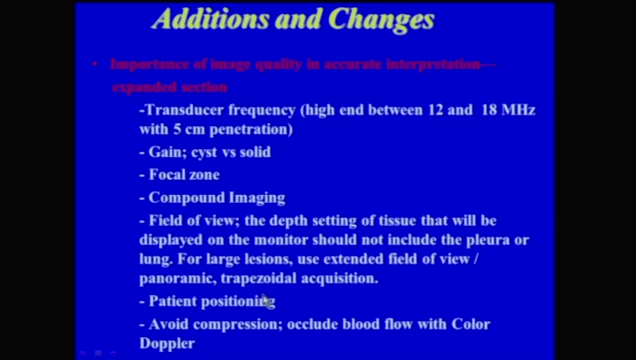 Additions and Changes
• Importance of image quality in accurate interpretation—
expanded section
-Transducer frequency (high end between 12 and 18 MHz
with 5 cm penetration)
- Gain; cyst vs solid
- Focal zone
- Compound Imaging
- Field of view; the depth setting of tissue that will be
displayed on the monitor should not include the pleura or
lung. For large lesions, use extended field of view /
panoramic, trapezoidal acquisition.
- Patient positioning
- Avoid compression; occlude blood flow with Color
Doppler